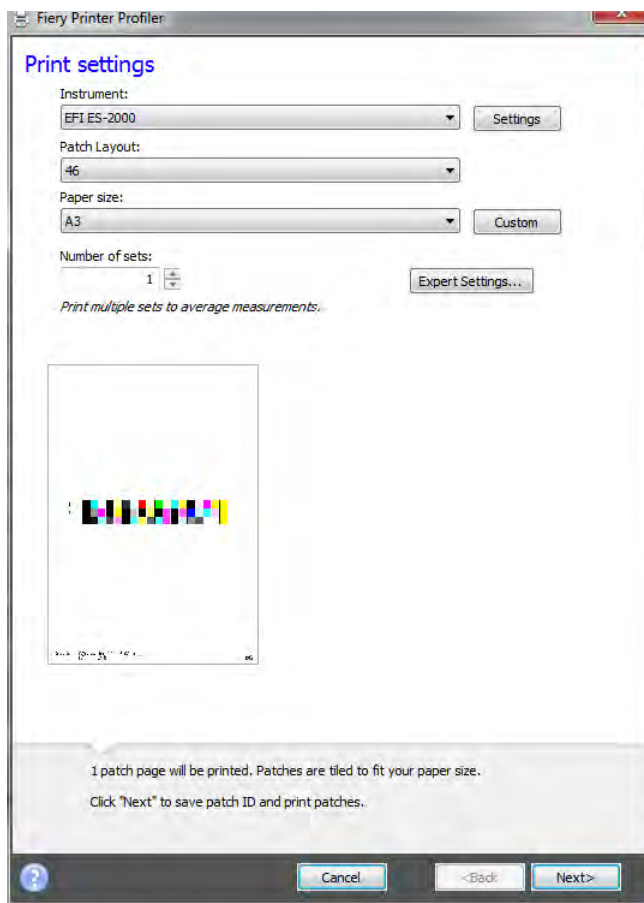 Fiery Printer Profiler
Print settings
Instrument:
EFI ES-2000
Settings
Patch Layout:
46
Paper size:
A3
Custom
Number of sets:
1
Expert Settings...
Print multiple sets to average measurements.
1 patch page will be printed. Patches are tiled to fit your paper size.
Click "Next" to save patch ID and print patches.
?
Cancel
<Back
Next>